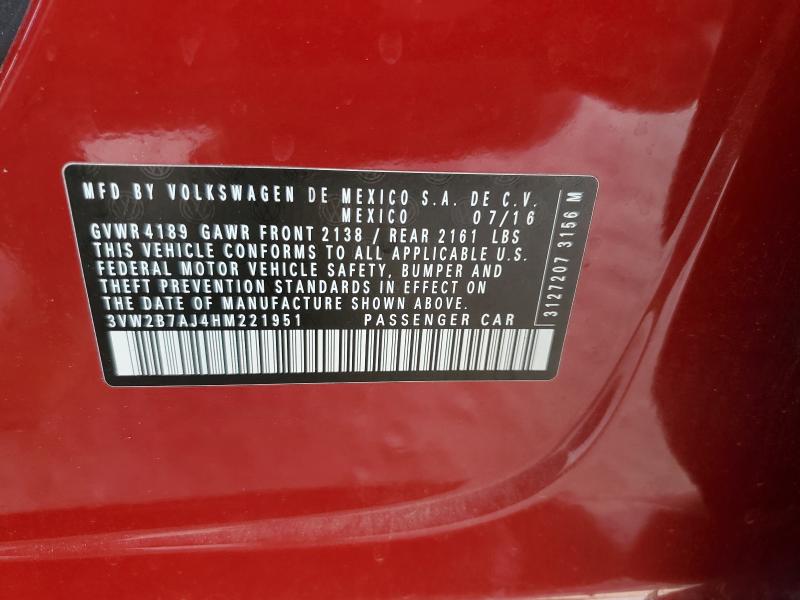 MFD BY VOLKSWAGEN DE MEXICO S.A. DE C.V.
MEXICO 07/16
GVWR 4189 GAWR FRONT 2138 / REAR 2161 LBS
THIS VEHICLE CONFORMS TO ALL APPLICABLE U.S.
FEDERAL MOTOR VEHICLE SAFETY, BUMPER AND
THEFT PREVENTION STANDARDS IN EFFECT ON
THE DATE OF MANUFACTURE SHOWN ABOVE.
3VW2B7AJ4HM221951 PASSENGER CAR
3127207 3156 M